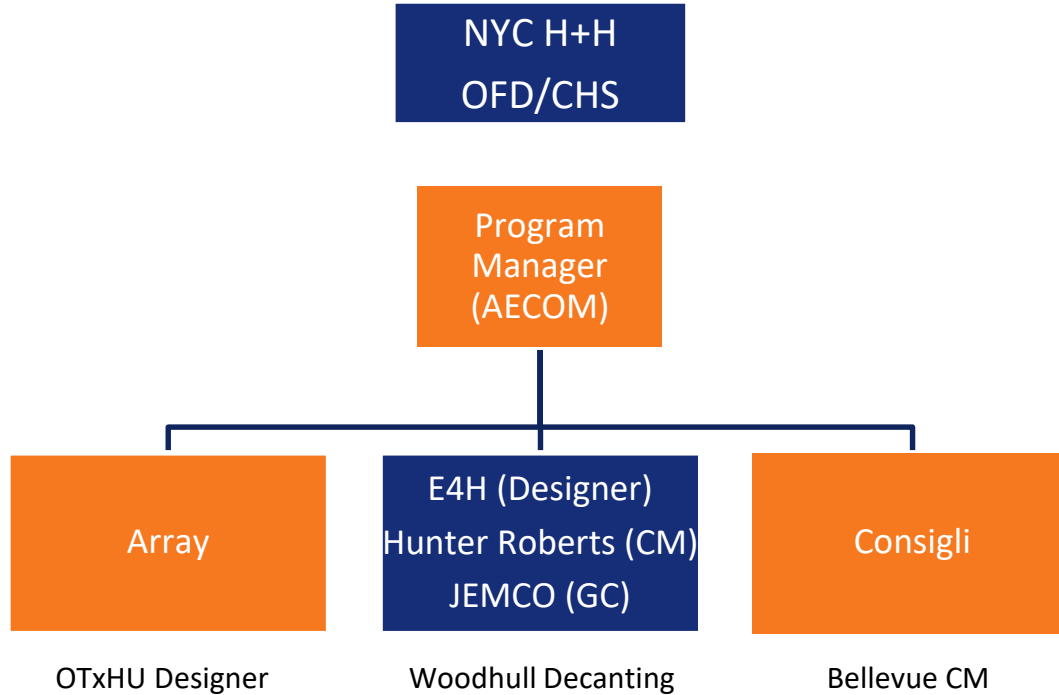 NYC H+H
OFD/CHS
Program
Manager
(AECOM)
Array
E4H (Designer)
Hunter Roberts (CM)
JEMCO (GC)
Consigli
OTxHU Designer
Woodhull Decanting
Bellevue CM